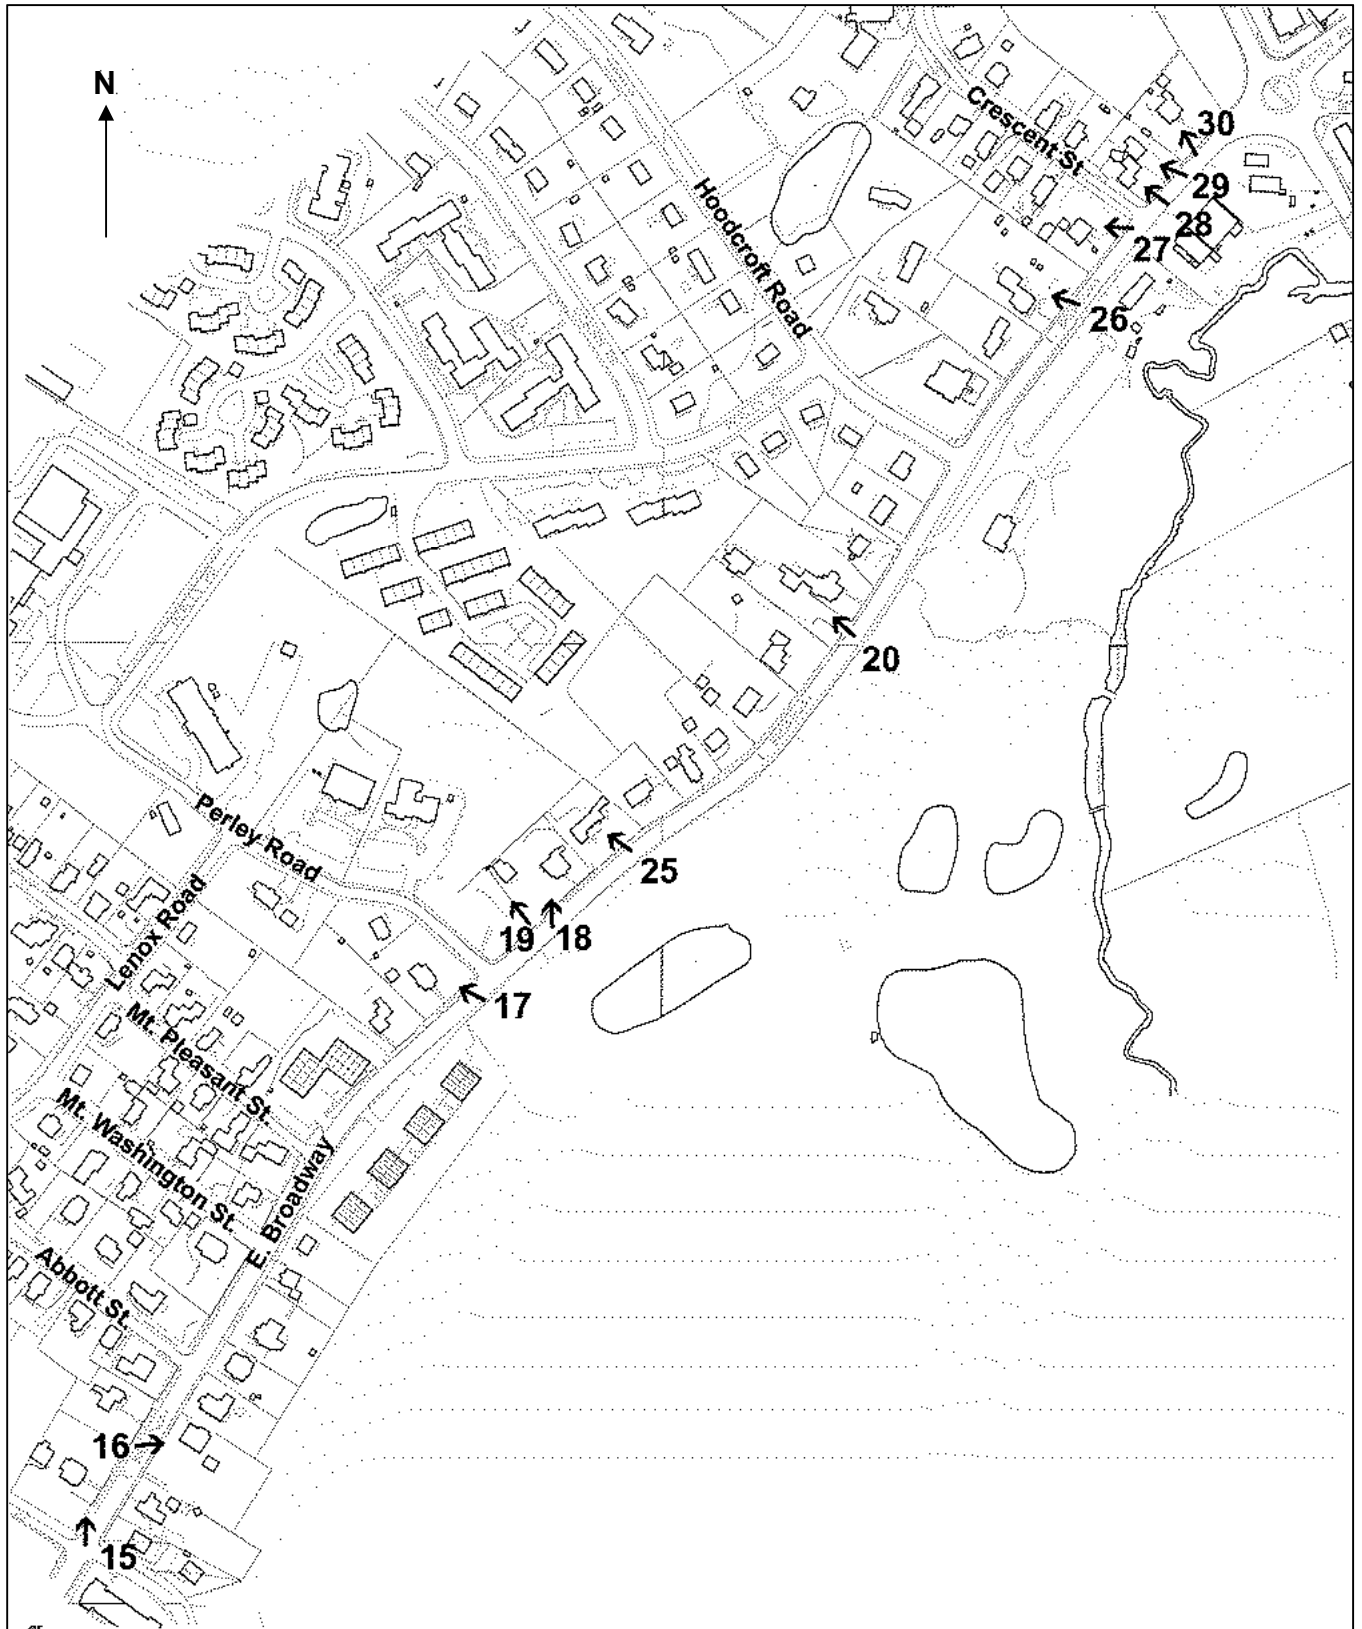 N
Crescent St
30
29
28
27
Hoodcroft Road
26
20
Perley Road
25
Lenox Road
19
18
17
Mt. Pleasant St.
Mt. Washington St.
E. Broadway
Abbott St.
16
15